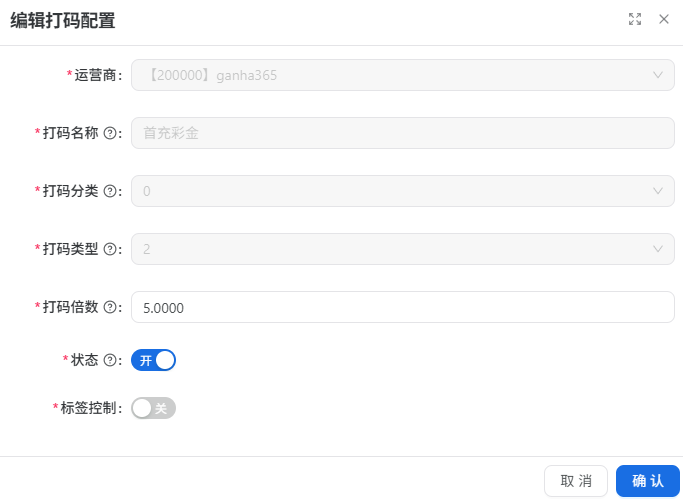 编辑打码配置
*运营商: 【200000】ganha365
*打码名称 ?: 首充彩金
*打码分类 ?: 0
*打码类型 ?: 2
*打码倍数 ?: 5.0000
*状态 ?: 开
*标签控制: 关
取 消 确 认